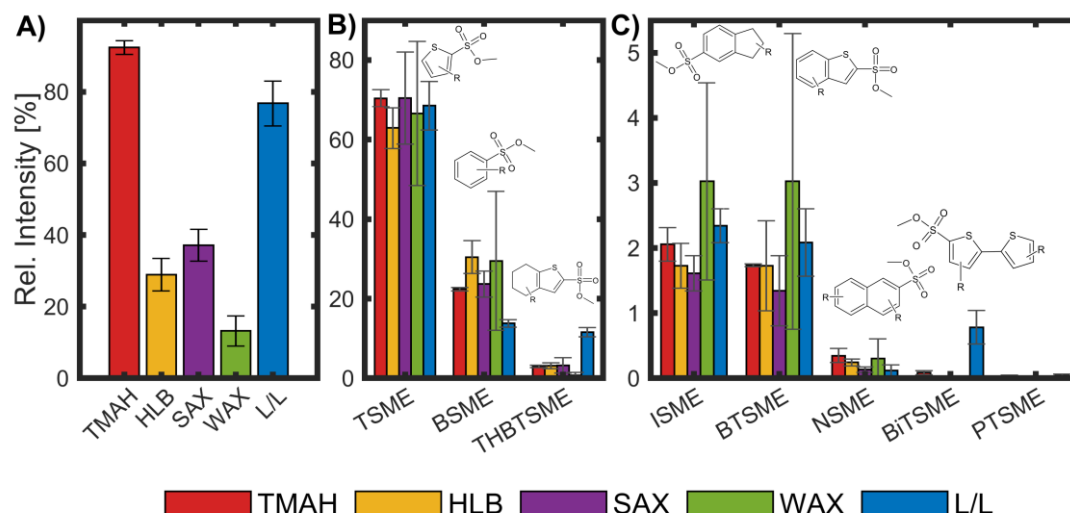 A)
Rel. Intensity [%]
80
60
40
20
0
TMAH
HLB
SAX
WAX
L/L
B)
80
60
40
20
0
TSME
BSME
THBTSME
S
O
O
S
O
R
O
O
S
O
R
S
O
S
O
O
R
C)
5
4
3
2
1
0
ISME
BTSME
NSME
BiTSME
PTSME
O
S
O
O
R
S
O
S
O
O
R
O
O
S
O
R
R
O
O
S
O
S
S
R
R
TMAH
HLB
SAX
WAX
L/L